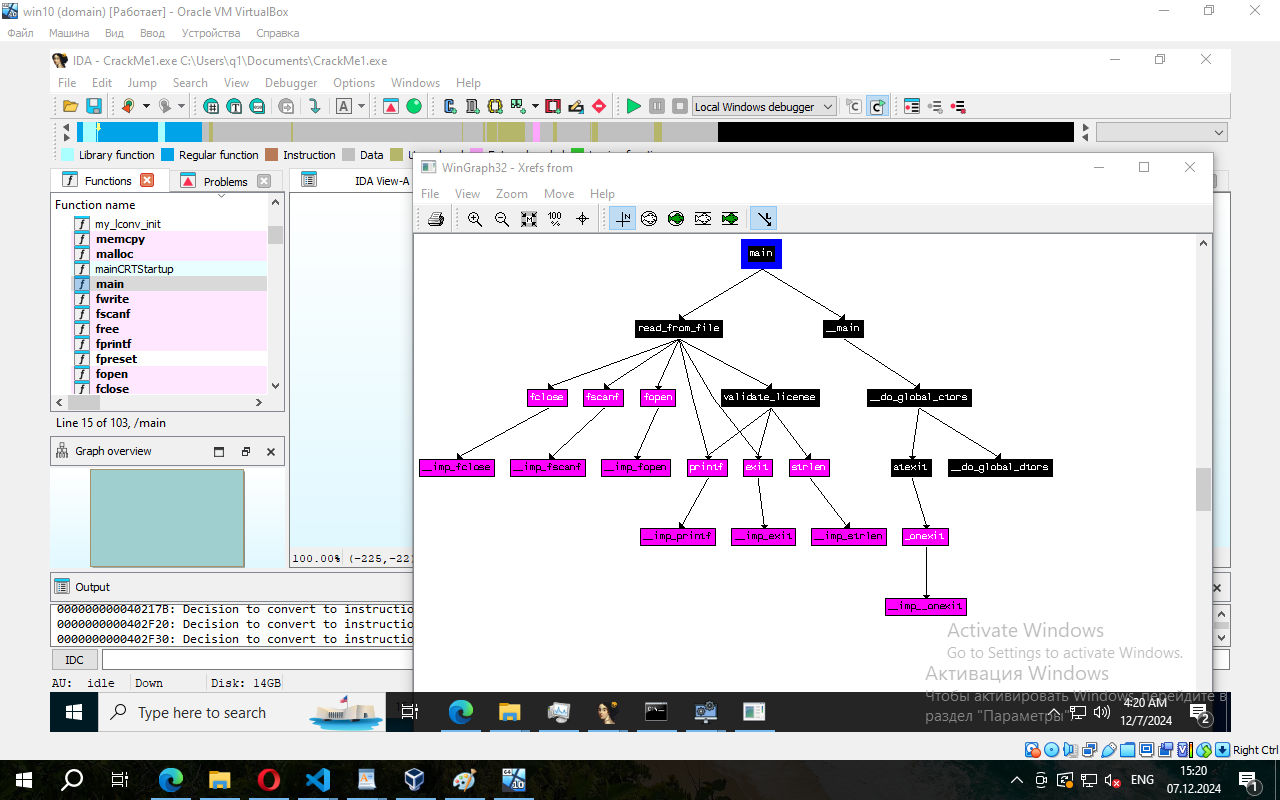 win10 (domain) [Работает] - Oracle VM VirtualBox
Файл Машина Вид Ввод Устройства Справка
IDA - CrackMe1.exe C:\Users\q1\Documents\CrackMe1.exe
File Edit Jump Search View Debugger Options Windows Help
Local Windows debugger
Library function Regular function Instruction Data
WinGraph32 - Xrefs from
Functions Problems IDA View-A
File View Zoom Move Help
Function name
my_lconv_init
memcpy
malloc
mainCRTStartup
main
fwrite
fscanf
free
fprintf
fpreset
fopen
fclose
Line 15 of 103, /main
Graph overview
100.00% (-225,-22)
main
read_from_file __main
fclose fscanf fopen validate_license __do_global_ctors
__imp_fclose __imp_fscanf __imp_fopen printf exit strlen atexit __do_global_dtors
__imp_printf __imp_exit __imp_strlen _onexit
__imp__onexit
Output
000000000040217B: Decision to convert to instructio
0000000000402F20: Decision to convert to instructio
0000000000402F30: Decision to convert to instructio
IDC
AU: idle Down Disk: 14GB
Activate Windows
Go to Settings to activate Windows.
Активация Windows
Чтобы активировать Windows, перейдите в
раздел "Параметры".
Type here to search
4:20 AM
12/7/2024
2
Right Ctrl
ENG
15:20
07.12.2024
1